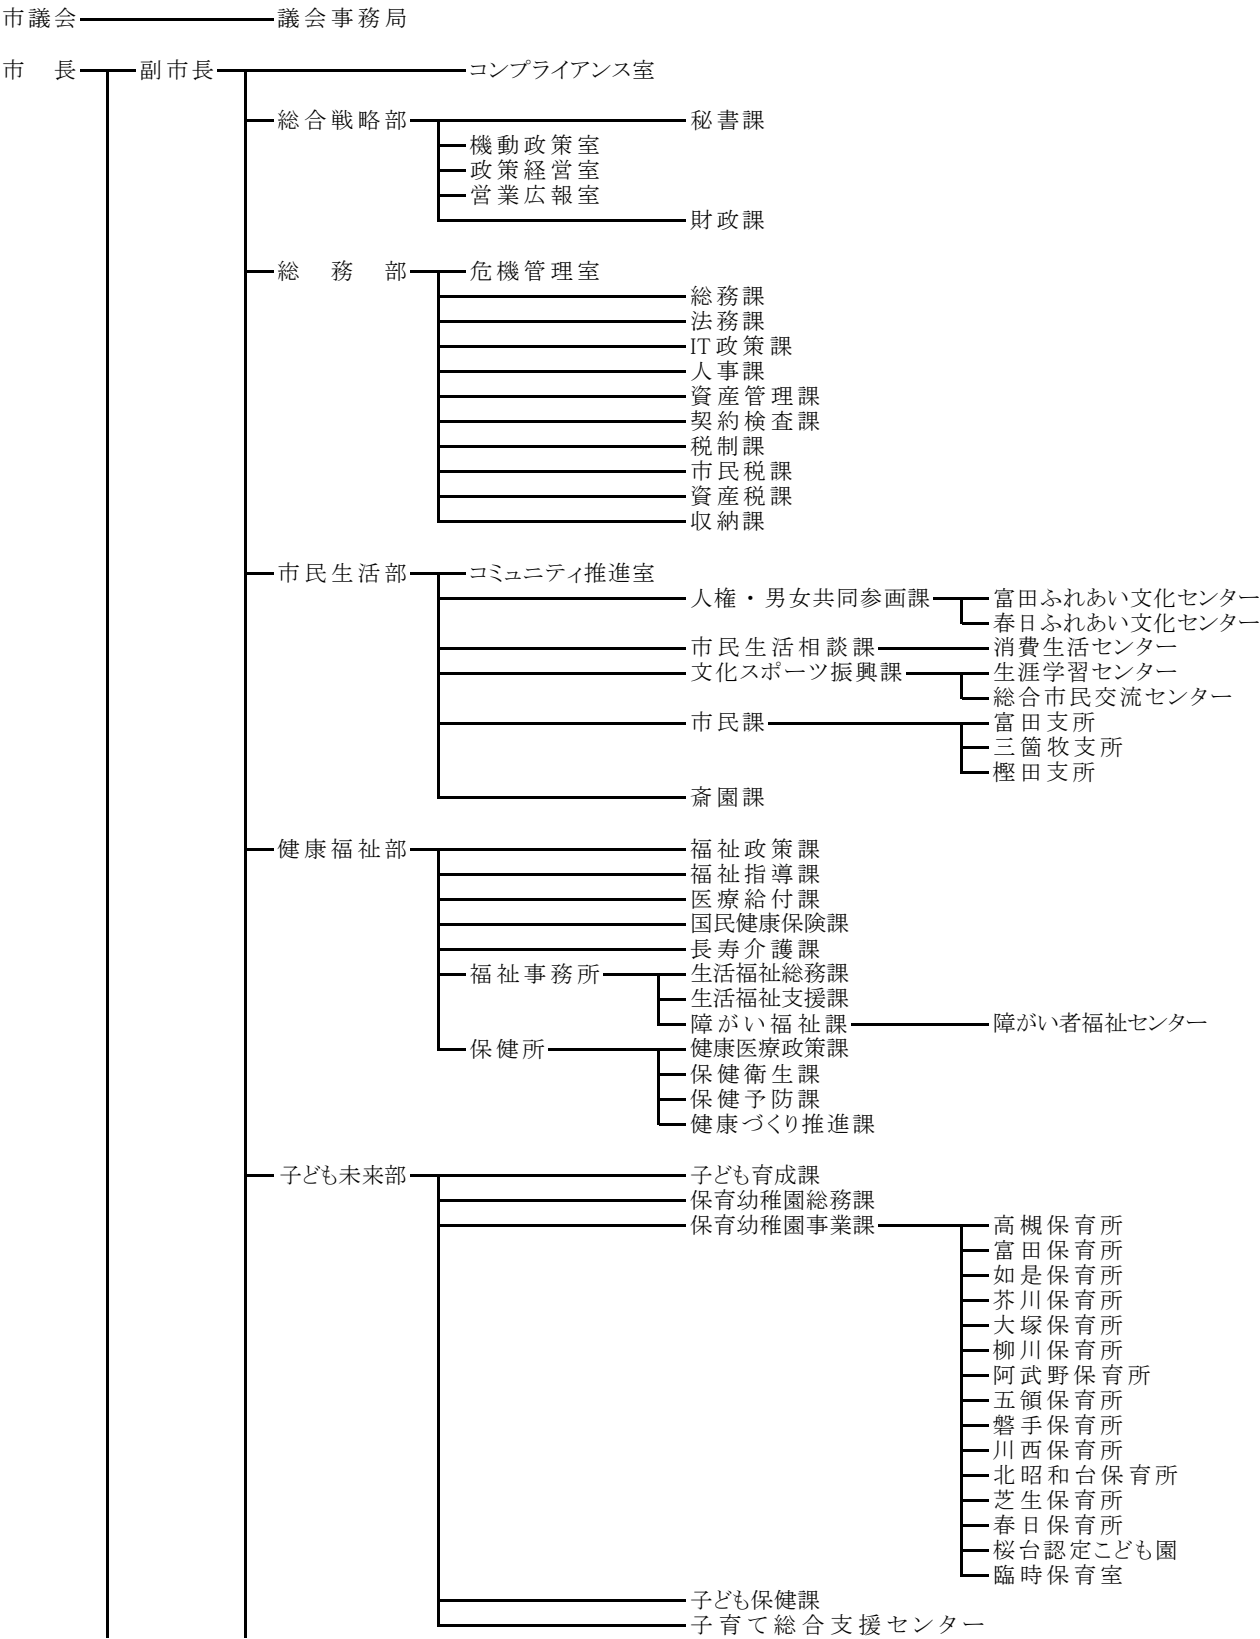 市議会 議会事務局
市 長 副市長 コンプライアンス室
総合戦略部 秘書課
機動政策室
政策経営室
営業広報室
財政課
総 務 部 危機管理室
総務課
法務課
IT政策課
人事課
資産管理課
契約検査課
税制課
市民税課
資産税課
収納課
市民生活部 コミュニティ推進室
人権・男女共同参画課 富田ふれあい文化センター
春日ふれあい文化センター
市民生活相談課 消費生活センター
文化スポーツ振興課 生涯学習センター
総合市民交流センター
市民課 富田支所
三箇牧支所
樫田支所
斎園課
健康福祉部 福祉政策課
福祉指導課
医療給付課
国民健康保険課
長寿介護課
福祉事務所 生活福祉総務課
生活福祉支援課
障がい福祉課 障がい者福祉センター
保健所 健康医療政策課
保健衛生課
保健予防課
健康づくり推進課
子ども未来部 子ども育成課
保育幼稚園総務課
保育幼稚園事業課 高槻保育所
富田保育所
如是保育所
芥川保育所
大塚保育所
柳川保育所
阿武野保育所
五領保育所
磐手保育所
川西保育所
北昭和台保育所
芝生保育所
春日保育所
桜台認定こども園
臨時保育室
子ども保健課
子育て総合支援センター